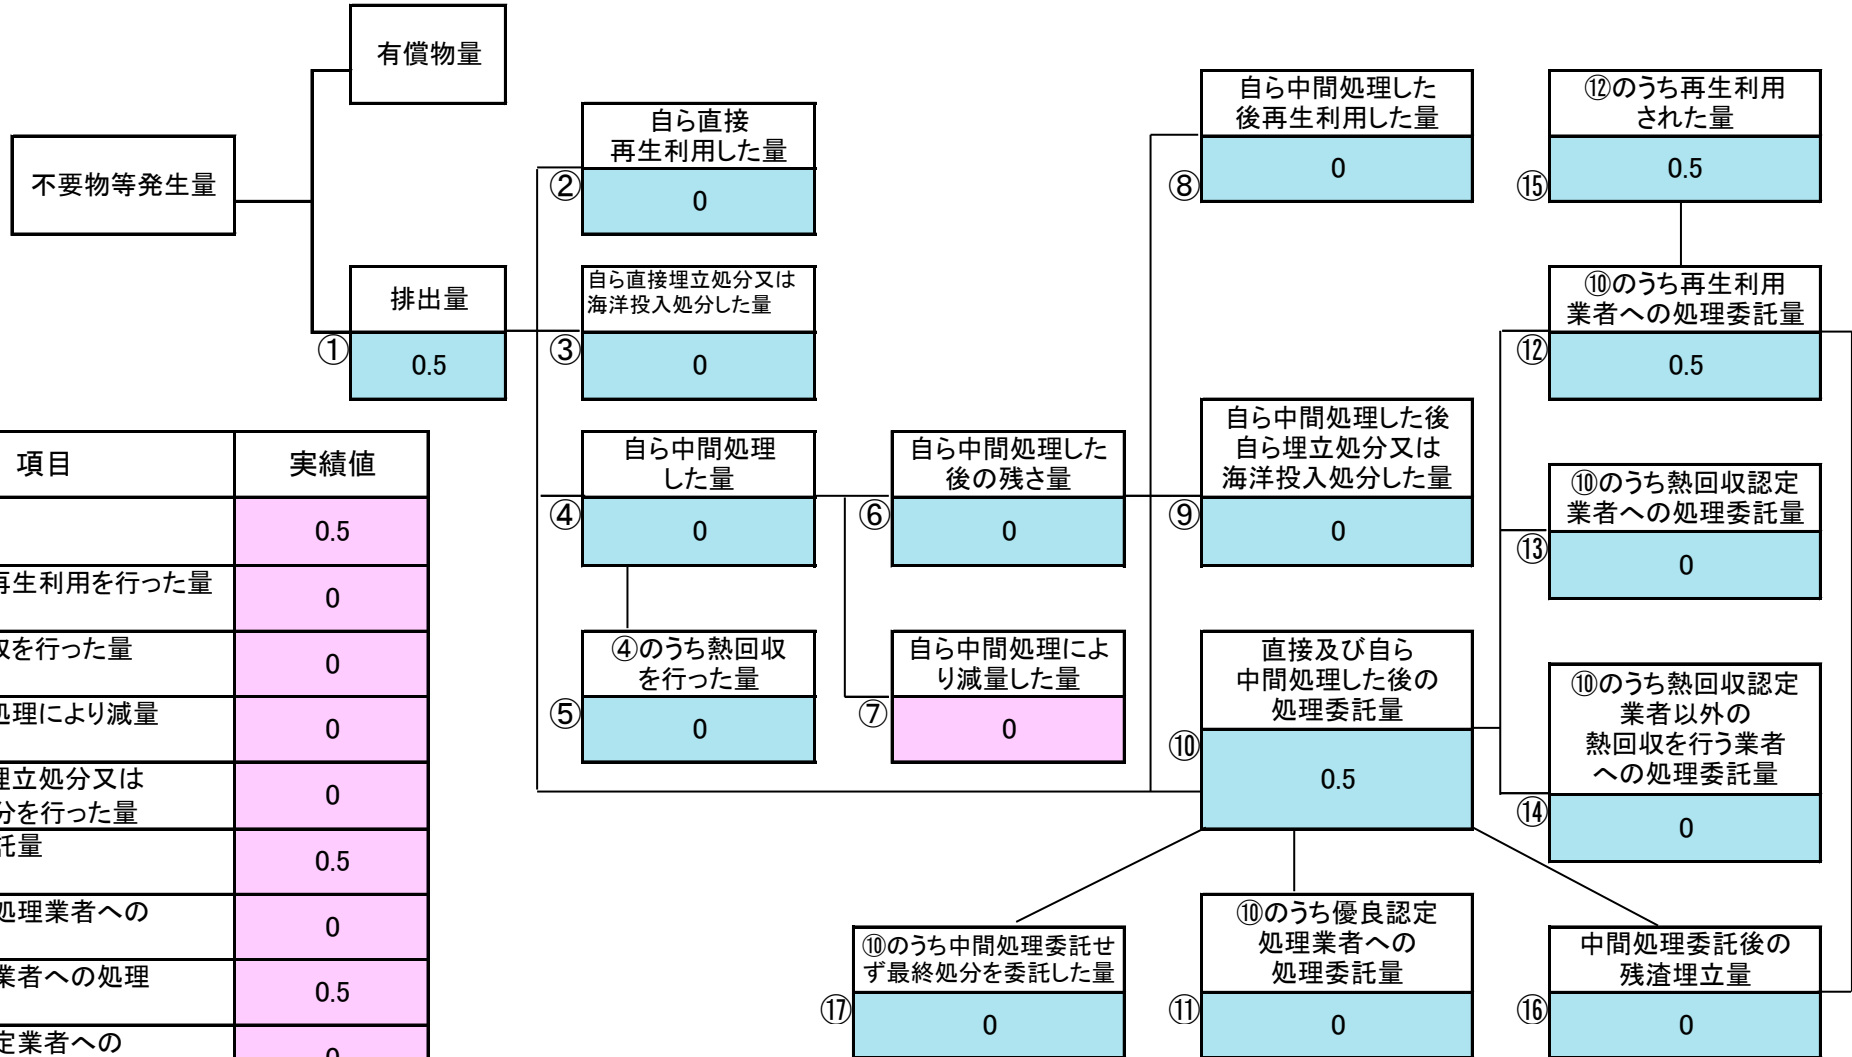 有償物量
不要物等発生量
排出量
①
0.5
自ら直接
再生利用した量
②
0
自ら直接埋立処分又は
海洋投入処分した量
③
0
自ら中間処理
した量
④
0
④のうち熱回収
を行った量
⑤
0
自ら中間処理した
後の残さ量
⑥
0
自ら中間処理によ
り減量した量
⑦
0
自ら中間処理した
後再生利用した量
⑧
0
自ら中間処理した後
自ら埋立処分又は
海洋投入処分した量
⑨
0
直接及び自ら
中間処理した後の
処理委託量
⑩
0.5
⑫のうち再生利用
された量
⑮
0.5
⑩のうち再生利用
業者への処理委託量
⑫
0.5
⑩のうち熱回収認定
業者への処理委託量
⑬
0
⑩のうち熱回収認定
業者以外の
熱回収を行う業者
への処理委託量
⑭
0
⑩のうち中間処理委託せ
ず最終処分を委託した量
⑰
0
⑩のうち優良認定
処理業者への
処理委託量
⑪
0
中間処理委託後の
残渣埋立量
⑯
0
項目 実績値
0.5
再生利用を行った量
0
を行った量
0
処理により減量
0
埋立処分又は
分を行った量
0
託量
0.5
処理業者への
0
業者への処理
0.5
定業者への
0